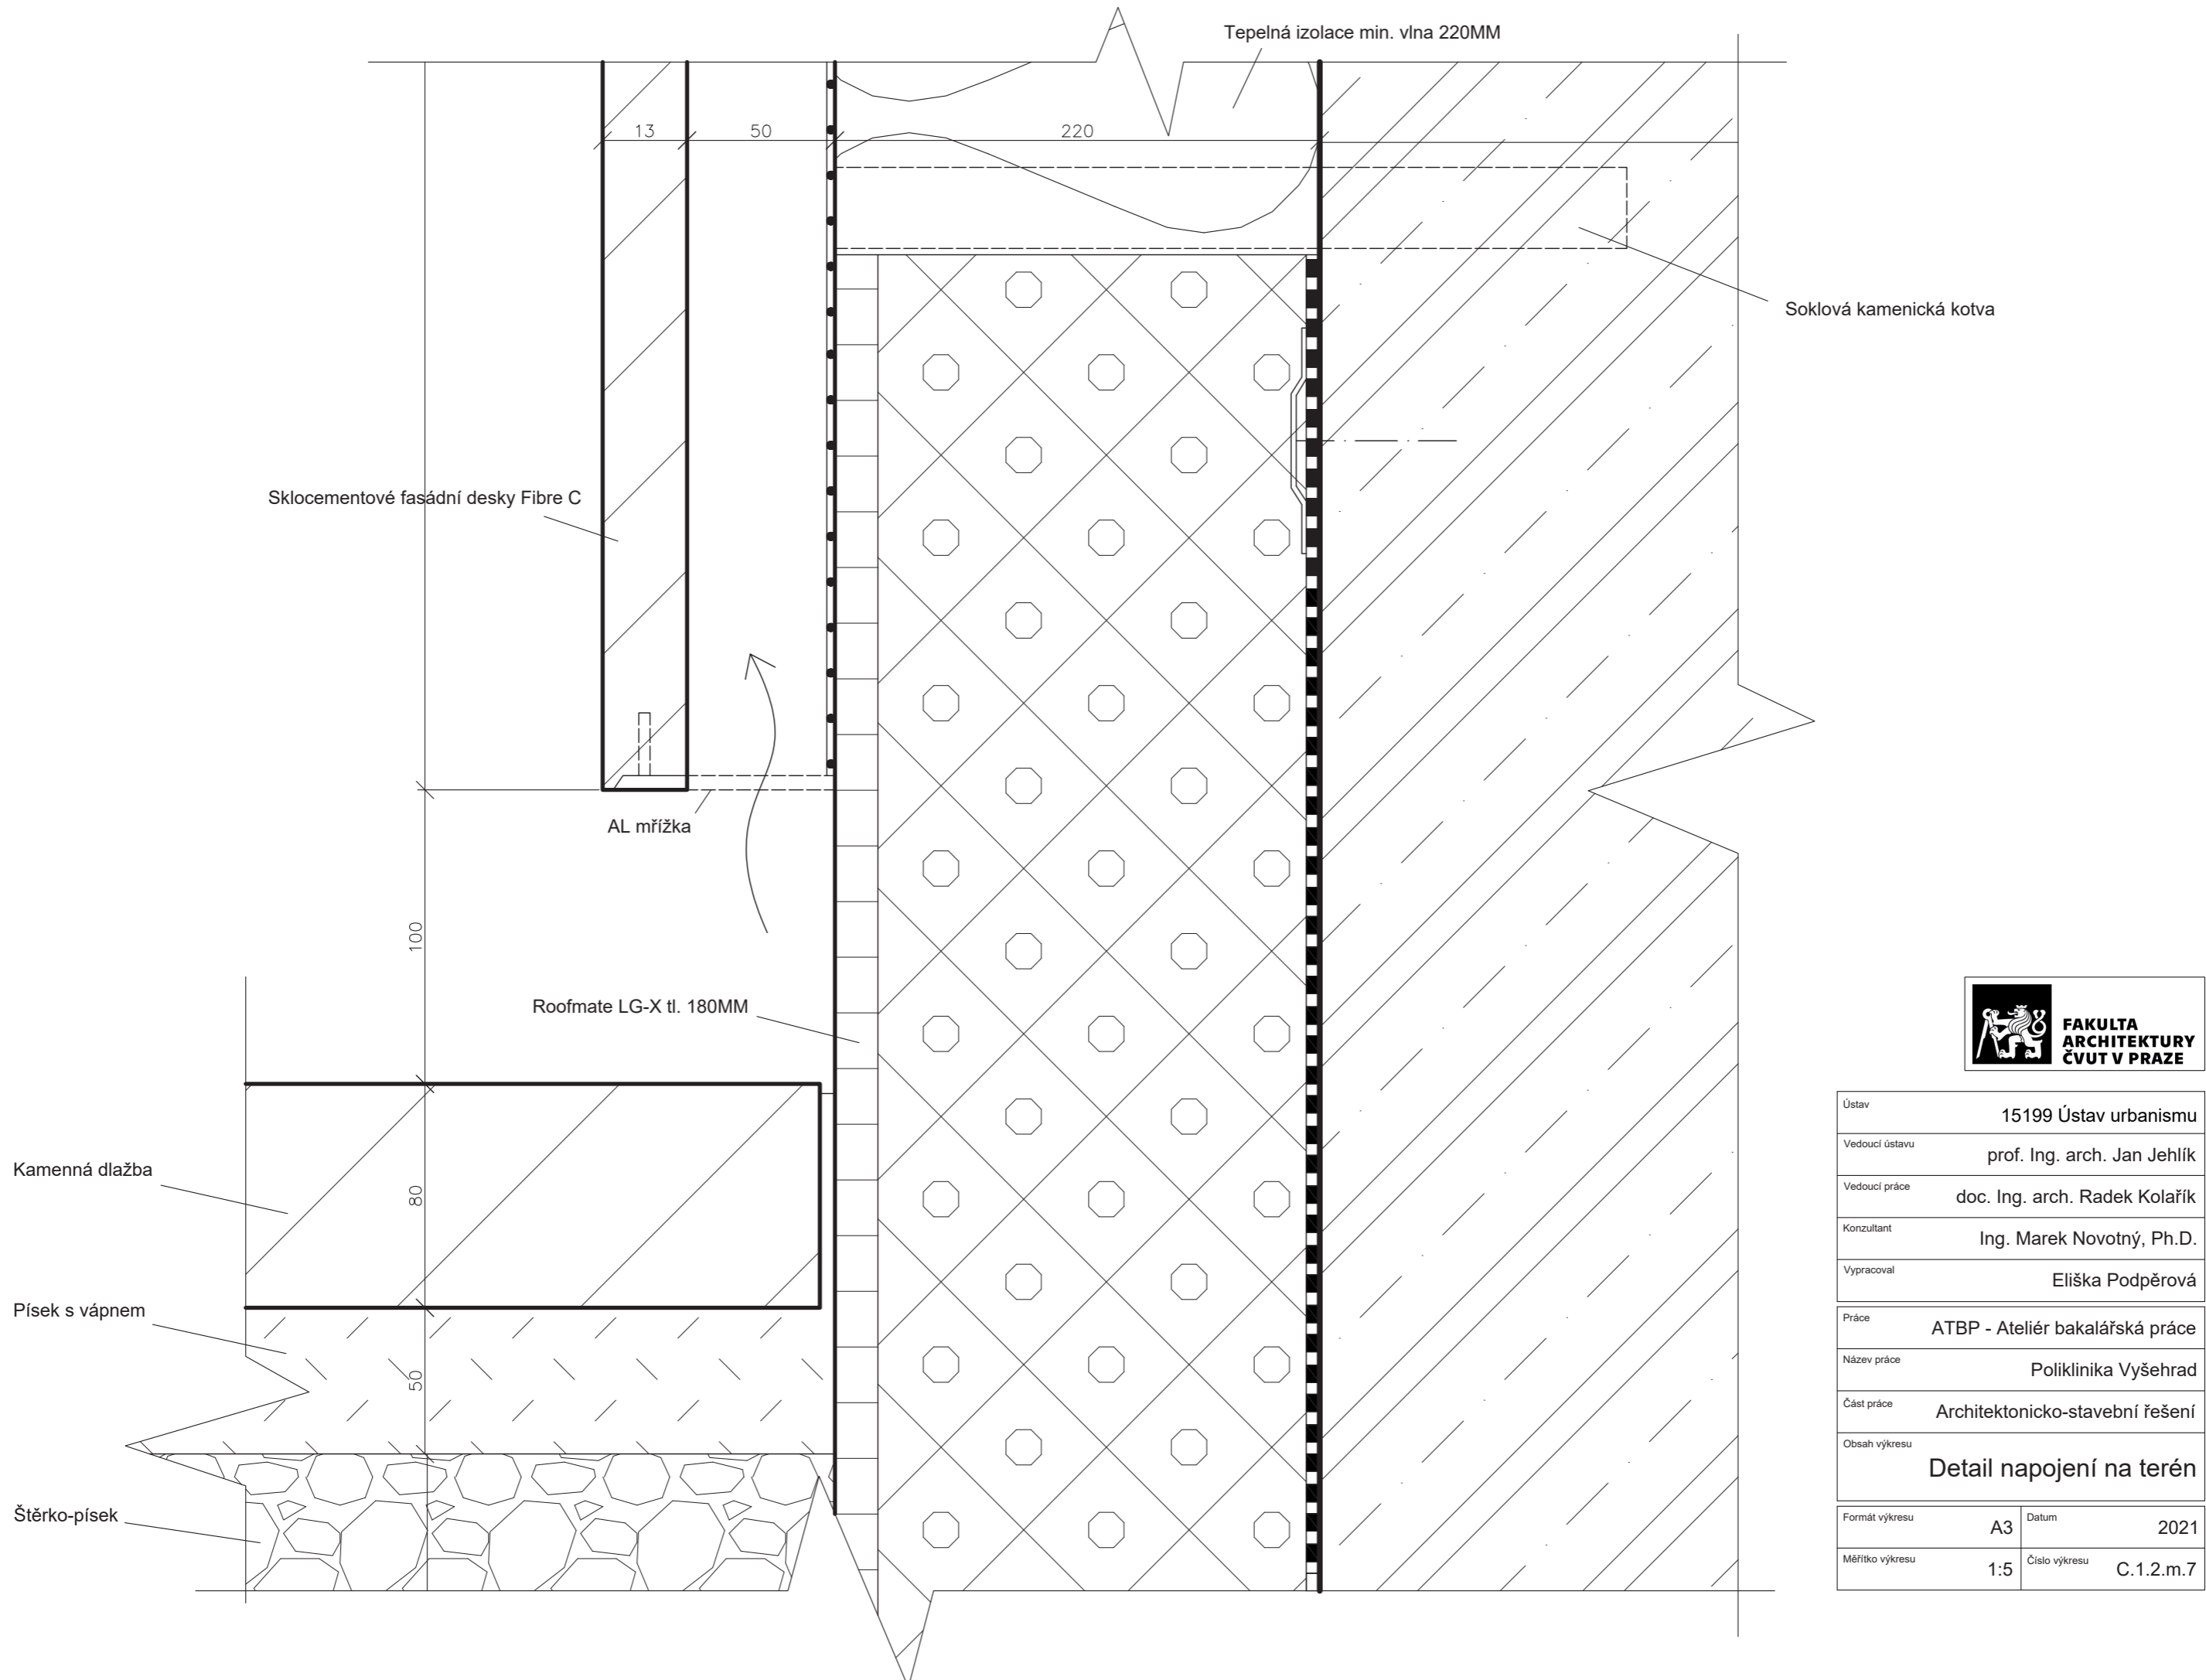 Tepelná izolace min. vlna 220MM
13
50
220
Soklová kamenická kotva
Sklocementové fasádní desky Fibre C
AL mřížka
100
Roofmate LG-X tl. 180MM
Kamenná dlažba
80
Písek s vápnem
50
Štěrko-písek
FAKULTA
ARCHITEKTURY
ČVUT V PRAZE
Ústav 15199 Ústav urbanismu
Vedoucí ústavu prof. Ing. arch. Jan Jehlík
Vedoucí práce doc. Ing. arch. Radek Kolařík
Konzultant Ing. Marek Novotný, Ph.D.
Vypracoval Eliška Podpěrová
Práce ATBP - Ateliér bakalářská práce
Název práce Poliklinika Vyšehrad
Část práce Architektonicko-stavební řešení
Obsah výkresu
Detail napojení na terén
Formát výkresu A3 Datum 2021
Měřítko výkresu 1:5 Číslo výkresu C.1.2.m.7